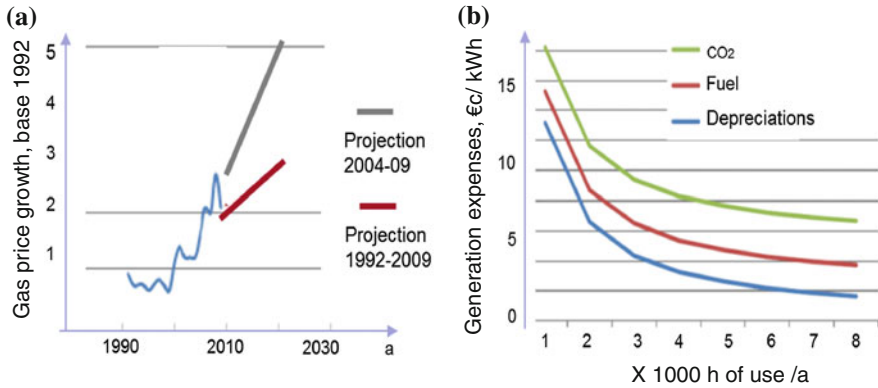 (a)
Gas price growth, base 1992
5
4
3
2
1
1990
2010
2030
a
Projection
2004-09
Projection
1992-2009
(b)
Generation expenses, €c/ kWh
15
10
5
0
1 2 3 4 5 6 7 8
X 1000 h of use /a
CO₂
Fuel
Depreciations